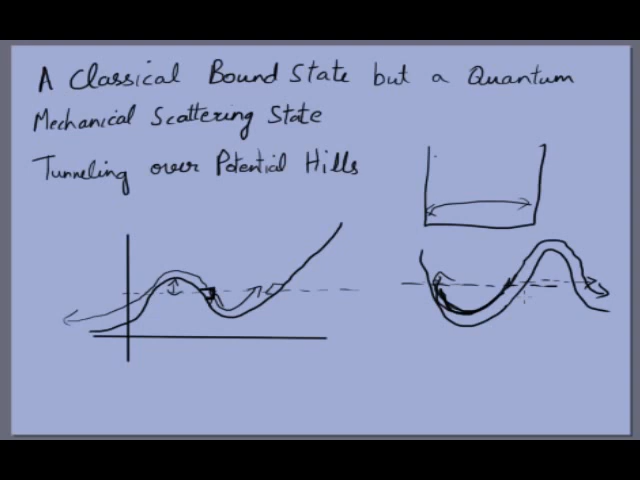 A Classical Bound State but a Quantum
Mechanical Scattering State
Tunneling over Potential Hills